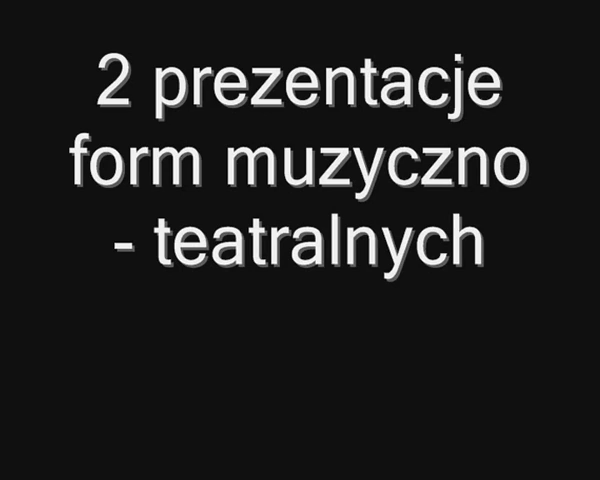 2 prezentacje
form muzyczno
- teatralnych